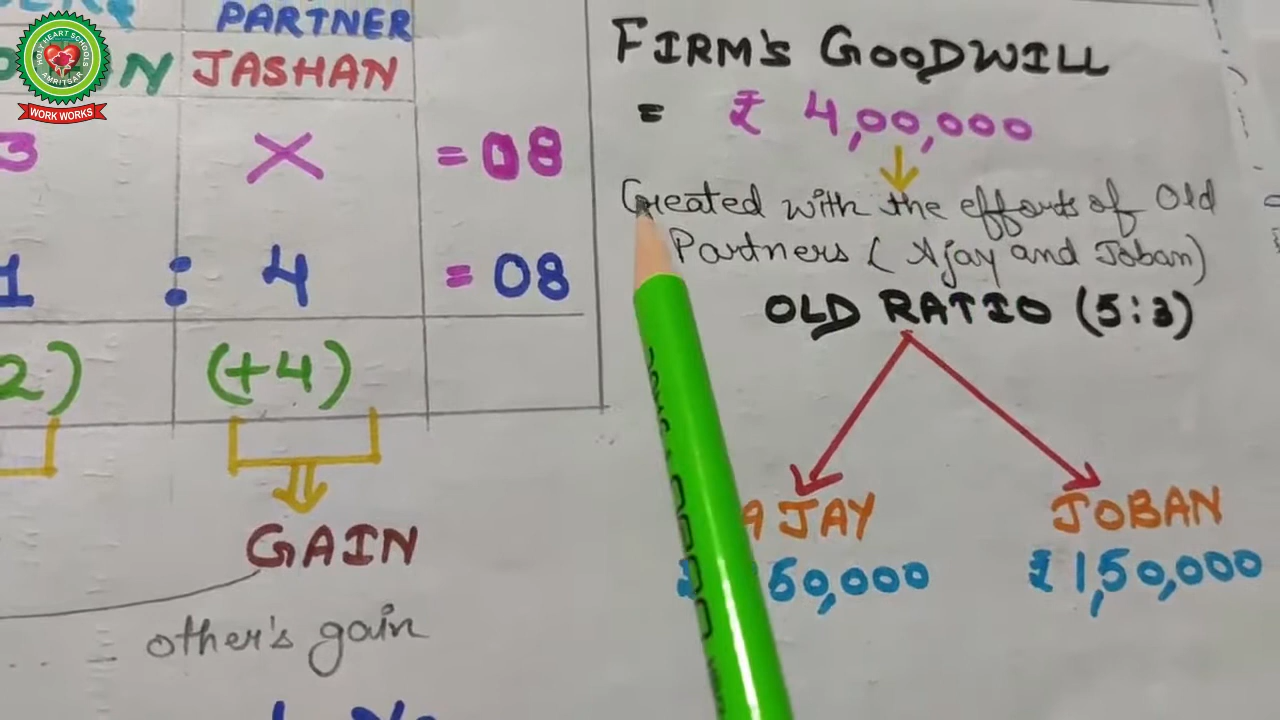 PARTNER
HOLY HEART SCHOOLS
AMRITSAR
WORK WORKS
N JASHAN
3 X = 08
1 : 4 = 08
2) (+4)
GAIN
other's gain
FIRM'S GOODWILL
= ₹ 4,00,000
Created with the efforts of Old
Partners ( Ajay and Joban)
OLD RATIO (5:3)
AJAY JOBAN
50,000 ₹ 1,50,000